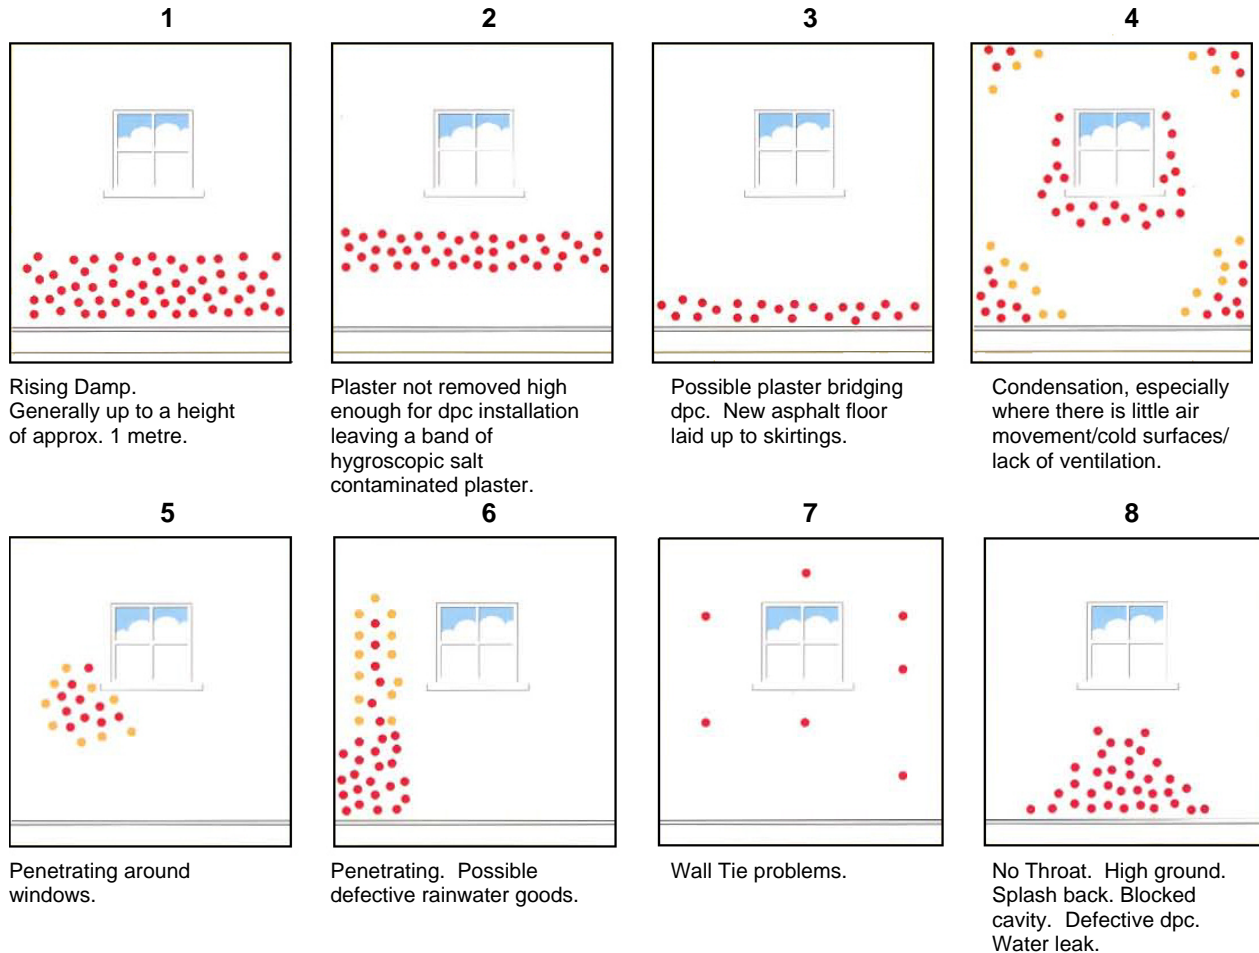 1
2
3
4
Rising Damp.
Generally up to a height
of approx. 1 metre.
Plaster not removed high
enough for dpc installation
leaving a band of
hygroscopic salt
contaminated plaster.
Possible plaster bridging
dpc.  New asphalt floor
laid up to skirtings.
Condensation, especially
where there is little air
movement/cold surfaces/
lack of ventilation.
5
6
7
8
Penetrating around
windows.
Penetrating.  Possible
defective rainwater goods.
Wall Tie problems.
No Throat.  High ground.
Splash back. Blocked
cavity.  Defective dpc.
Water leak.